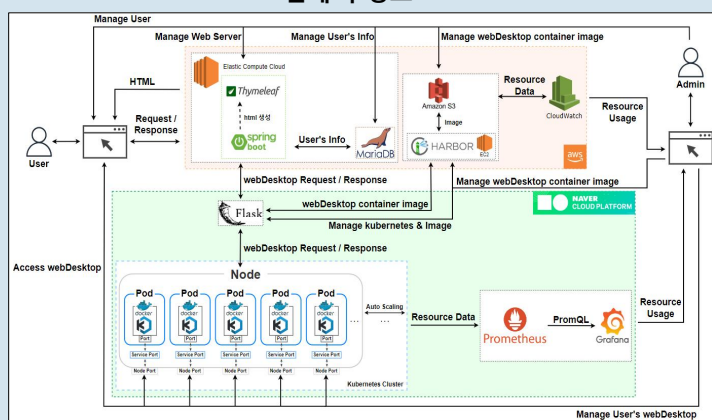 Manage User
Manage Web Server
Manage User's Info
Manage webDesktop container image
Elastic Compute Cloud
HTML
Thymeleaf
html 생성
spring
boot
Request /
Response
User's Info
MariaDB
Amazon S3
Image
HARBOR
EC2
Resource
Data
CloudWatch
aws
Resource
Usage
Admin
User
webDesktop Request / Response
Manage webDesktop container image
NAVER
CLOUD PLATFORM
webDesktop container image
Flask
Manage kubernetes & Image
webDesktop Request / Response
Access webDesktop
Node
Pod
Pod
Pod
Pod
Pod
docker
docker
docker
docker
docker
Port
Port
Port
Port
Port
Service Port
Service Port
Service Port
Service Port
Service Port
Node Port
Node Port
Node Port
Node Port
Node Port
...
Auto Scaling
...
Kubernetes Cluster
Resource Data
Prometheus
PromQL
Grafana
Resource
Usage
Manage User's webDesktop